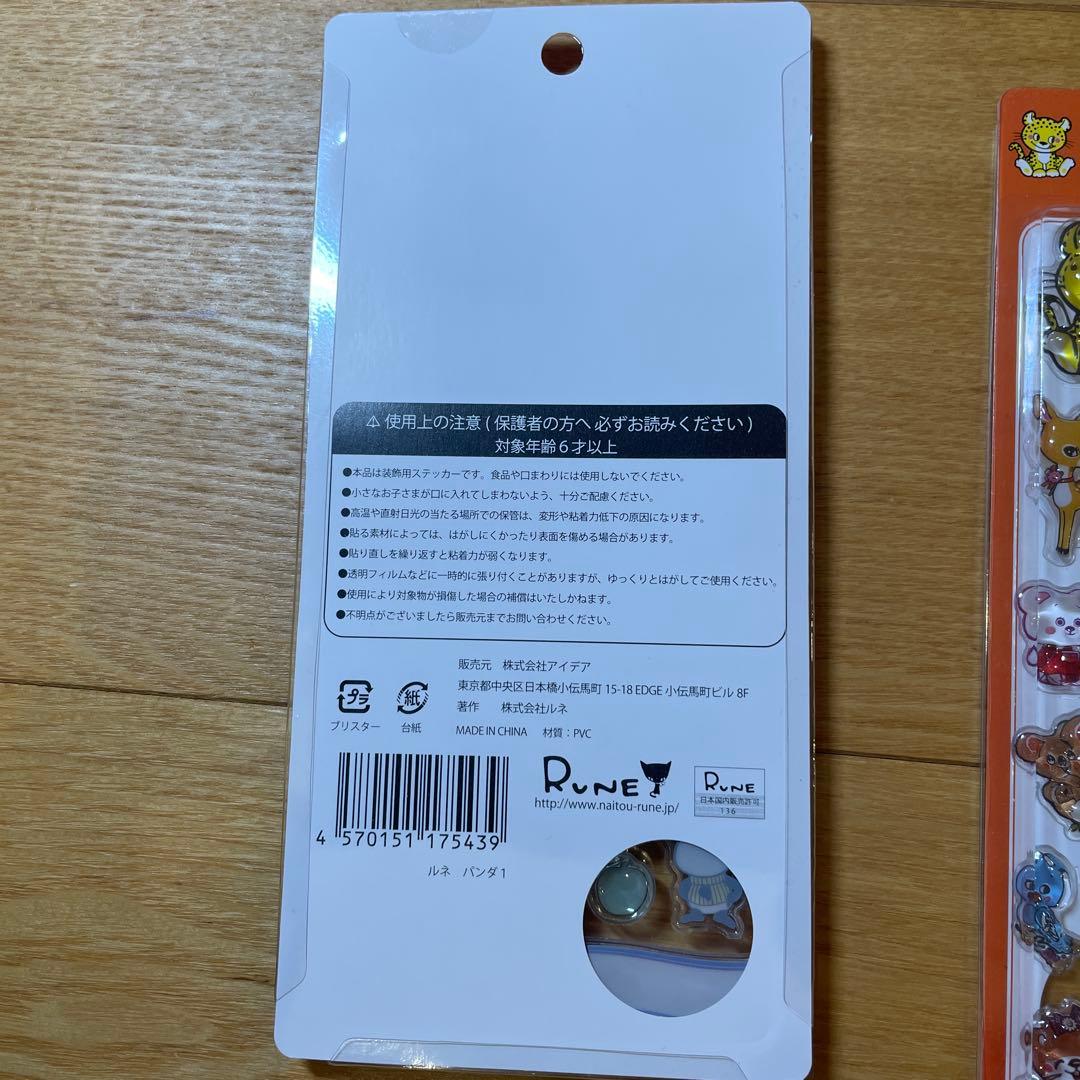 ⚠ 使用上の注意 ( 保護者の方へ 必ずお読みください )
対象年齢６才以上
●本品は装飾用ステッカーです。食品や口まわりには使用しないでください。
●小さなお子さまが口に入れてしまわないよう、十分ご配慮ください。
●高温や直射日光の当たる場所での保管は、変形や粘着力低下の原因になります。
●貼る素材によっては、はがしにくかったり表面を傷める場合があります。
●貼り直しを繰り返すと粘着力が弱くなります。
●透明フィルムなどに一時的に張り付くことがありますが、ゆっくりとはがしてご使用ください。
●使用により対象物が損傷した場合の補償はいたしかねます。
●不明点がございましたら販売元までお問い合わせください。
販売元　株式会社アイデア
東京都中央区日本橋小伝馬町 15-18 EDGE 小伝馬町ビル 8F
著作　株式会社ルネ
MADE IN CHINA　材質：PVC
プラ
ブリスター
紙
台紙
RUNE
http://www.naitou-rune.jp/
RUNE
日本国内販売許可
136
4 570151 175439
ルネ　パンダ1